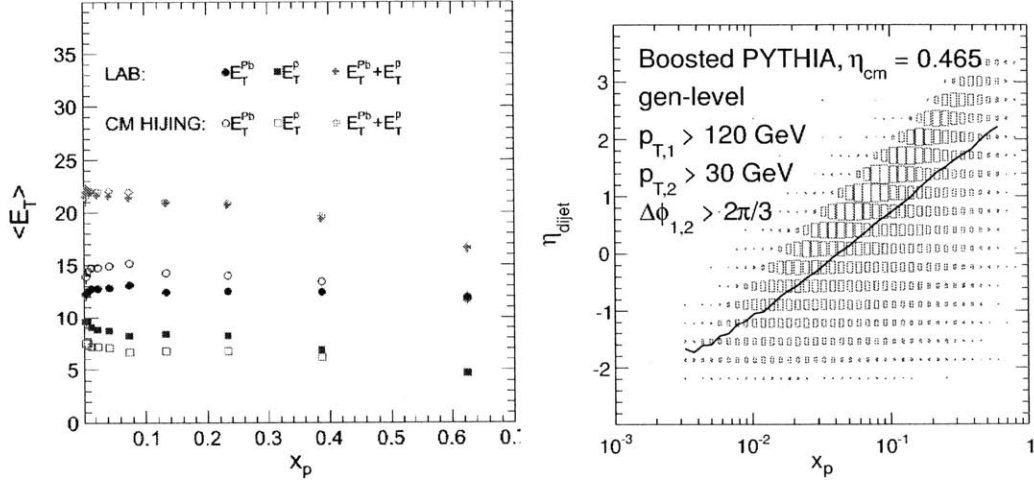 35
30
25
20
15
10
5
0
<E_T>
LAB: E_T^Pb E_T^p E_T^Pb+E_T^p
CM HIJING: E_T^Pb E_T^p E_T^Pb+E_T^p
0.1 0.2 0.3 0.4 0.5 0.6 0.
x_p
3
2
1
0
-1
-2
η_dijet
Boosted PYTHIA, η_cm = 0.465
gen-level
p_T,1 > 120 GeV
p_T,2 > 30 GeV
Δϕ_1,2 > 2π/3
10^-3 10^-2 10^-1 1
x_p